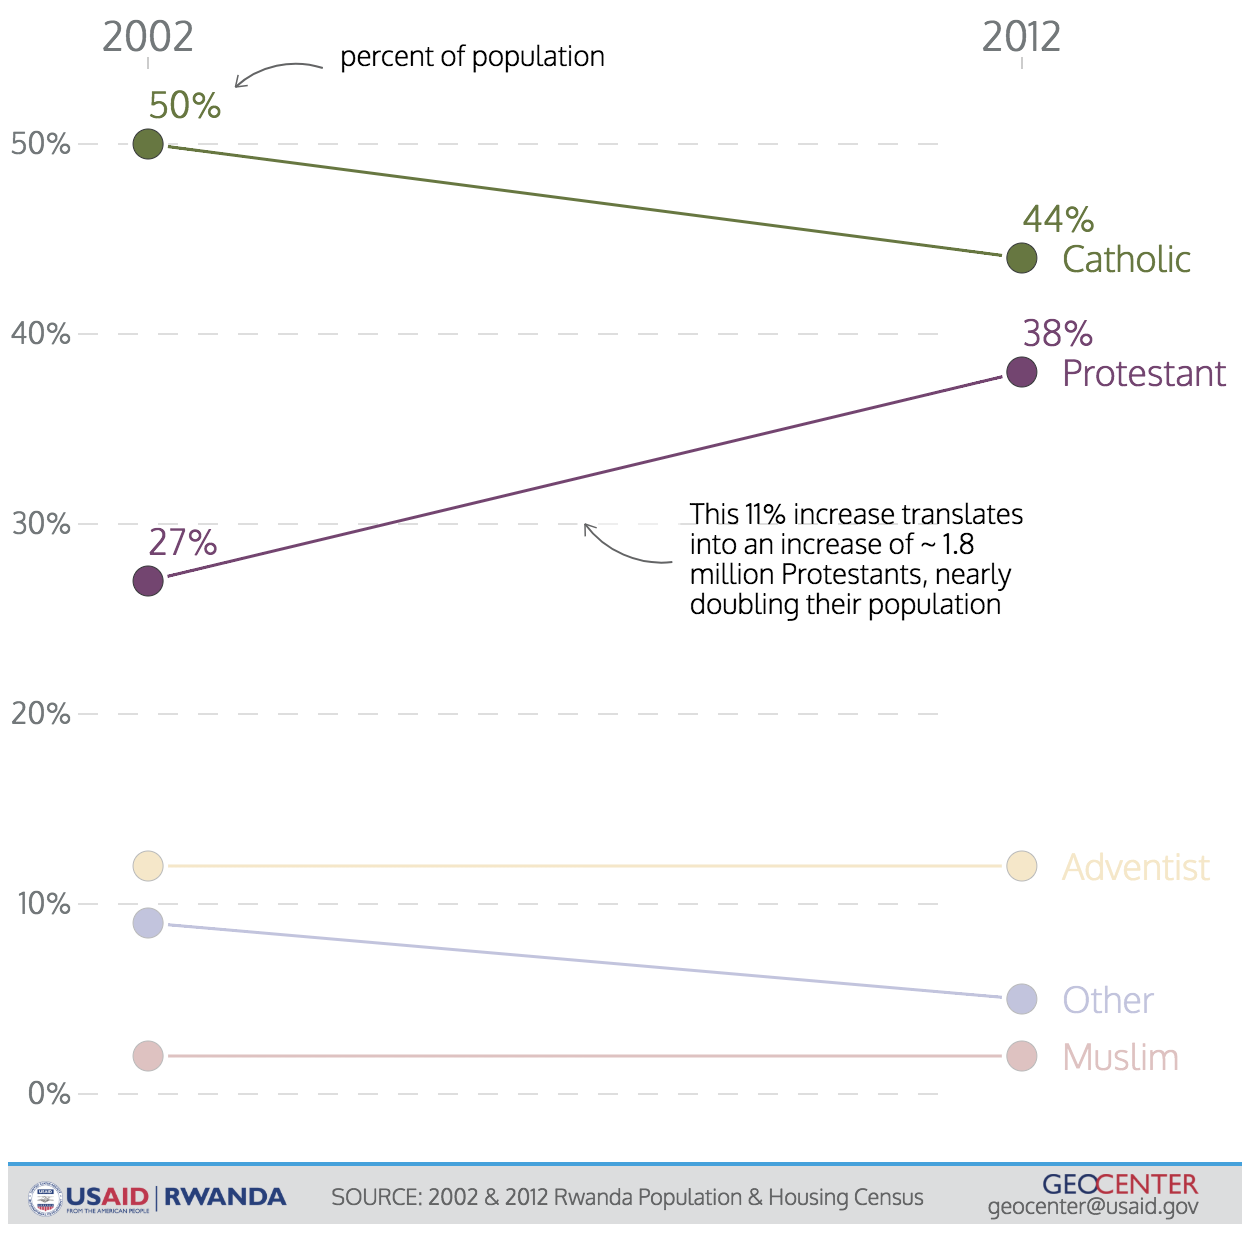 2002
2012
percent of population
50%
50%
44%
Catholic
40%
38%
Protestant
30%
27%
This 11% increase translates
into an increase of ~ 1.8
million Protestants, nearly
doubling their population
20%
Adventist
10%
Other
Muslim
0%
USAID | RWANDA
FROM THE AMERICAN PEOPLE
SOURCE: 2002 & 2012 Rwanda Population & Housing Census
GEOCENTER
geocenter@usaid.gov